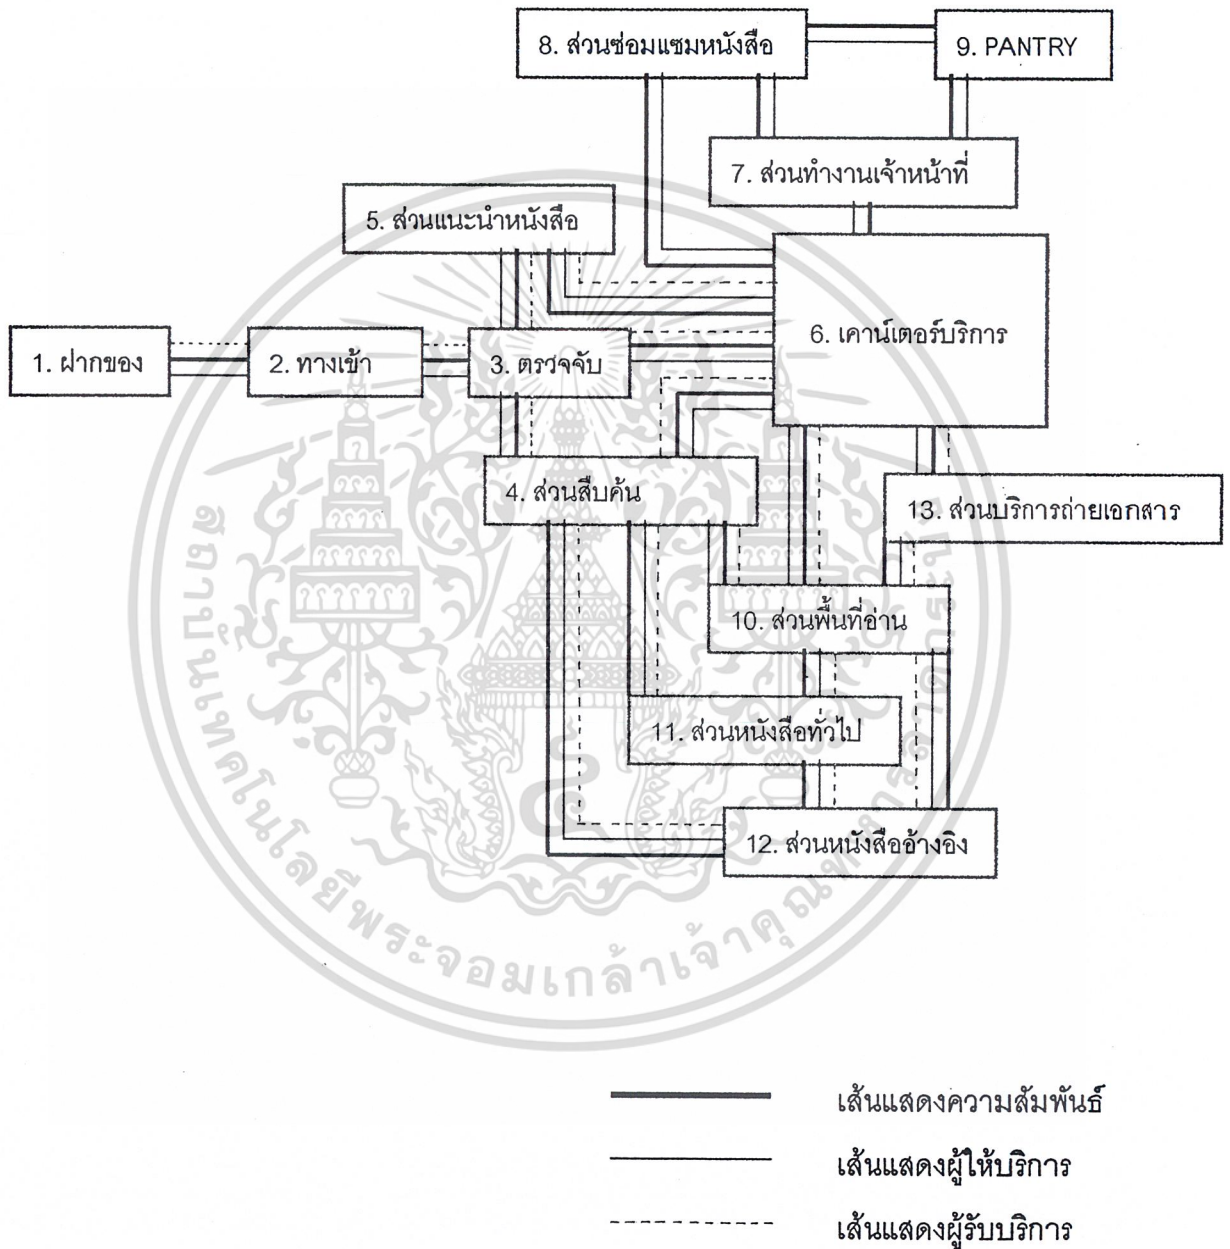 8. ส่วนซ่อมแซมหนังสือ
9. PANTRY
7. ส่วนทำงานเจ้าหน้าที่
5. ส่วนแนะนำหนังสือ
6. เคาน์เตอร์บริการ
1. ฝากของ
2. ทางเข้า
3. ตรวจจับ
4. ส่วนสืบค้น
13. ส่วนบริการถ่ายเอกสาร
10. ส่วนพื้นที่อ่าน
11. ส่วนหนังสือทั่วไป
12. ส่วนหนังสืออ้างอิง
สถาบันเทคโนโลยีพระจอมเกล้าเจ้าคุณทหารลาดกระบัง
เส้นแสดงความสัมพันธ์
เส้นแสดงผู้ให้บริการ
เส้นแสดงผู้รับบริการ